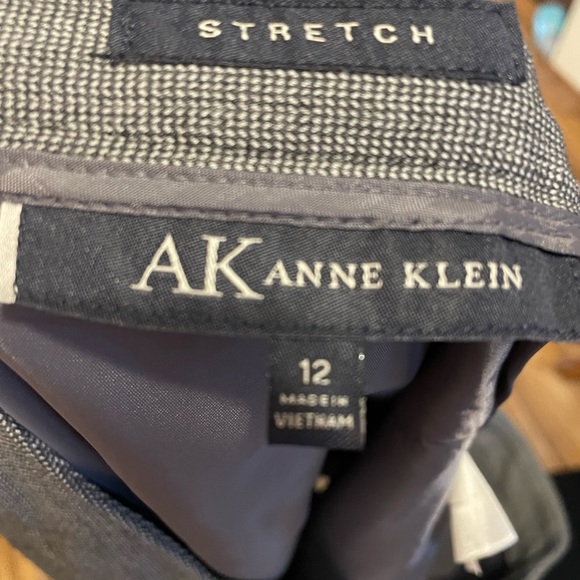 STRETCH
AK ANNE KLEIN
12
MADE IN
VIETNAM